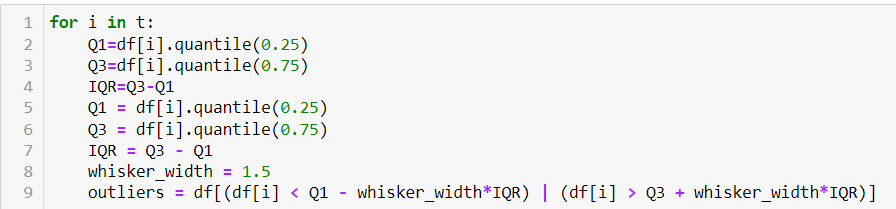 1 for i in t:
2     Q1=df[i].quantile(0.25)
3     Q3=df[i].quantile(0.75)
4     IQR=Q3-Q1
5     Q1 = df[i].quantile(0.25)
6     Q3 = df[i].quantile(0.75)
7     IQR = Q3 - Q1
8     whisker_width = 1.5
9     outliers = df[(df[i] < Q1 - whisker_width*IQR) | (df[i] > Q3 + whisker_width*IQR)]